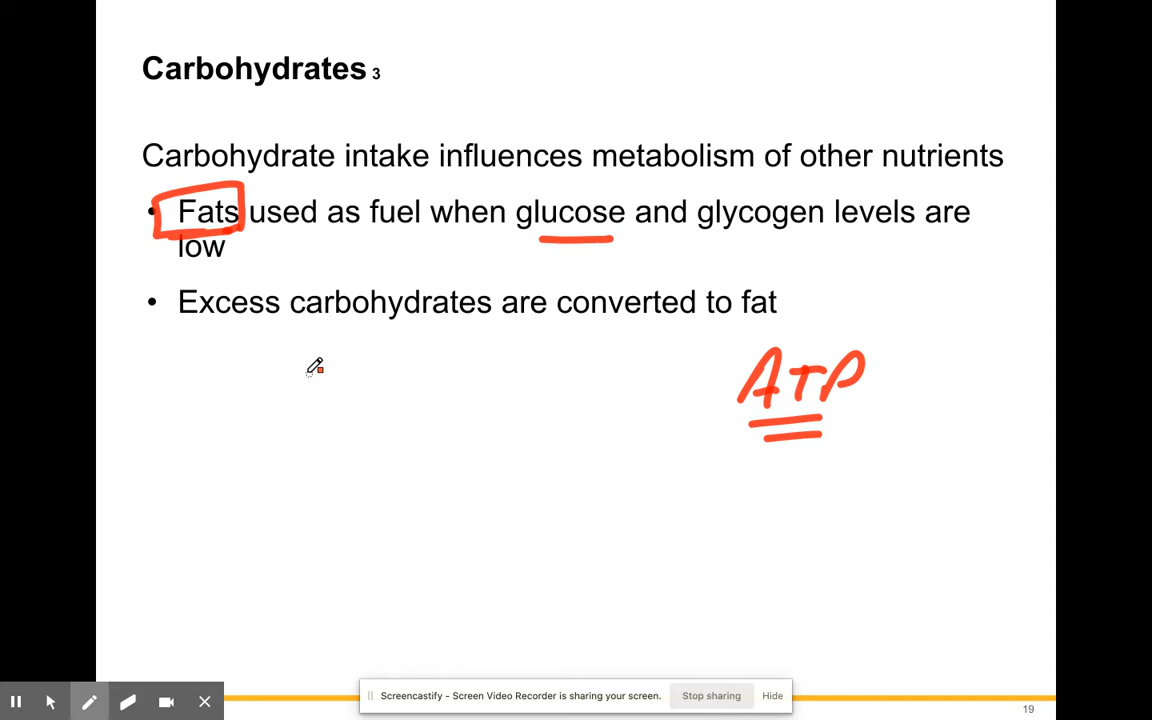 Carbohydrates 3
Carbohydrate intake influences metabolism of other nutrients
• Fats used as fuel when glucose and glycogen levels are
low
• Excess carbohydrates are converted to fat
ATP
Screencastify - Screen Video Recorder is sharing your screen. Stop sharing Hide
19